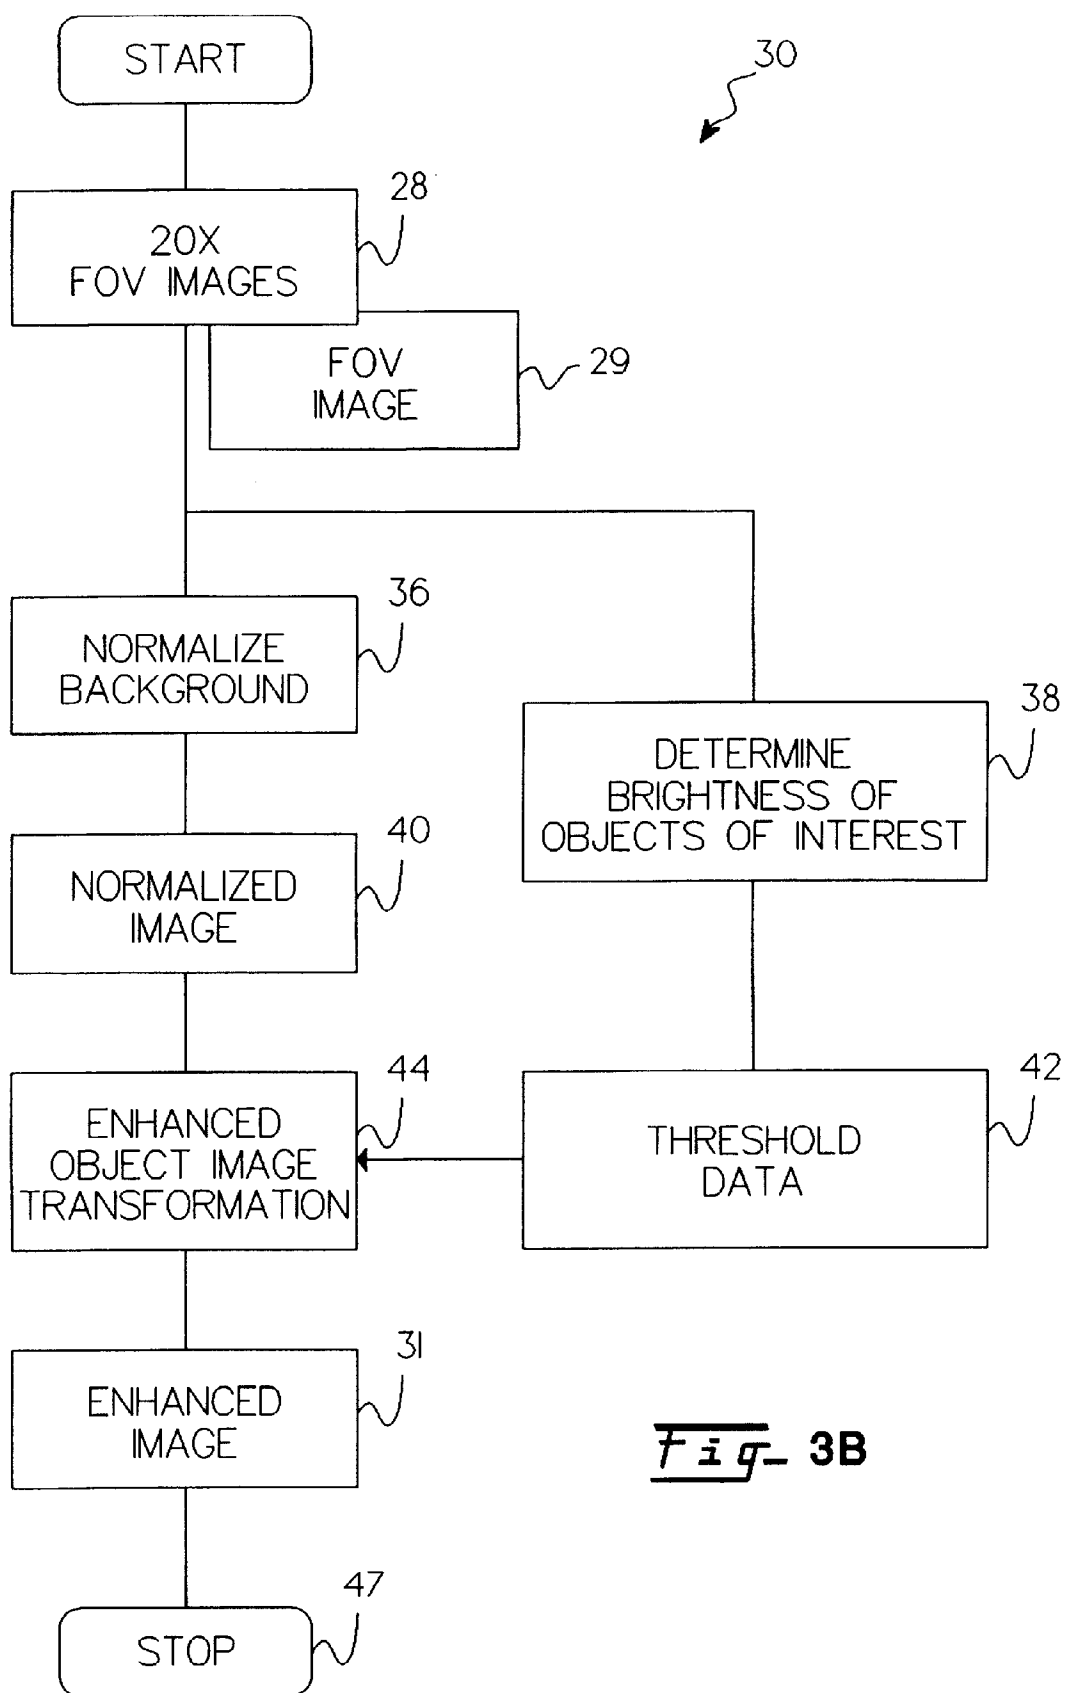 START
30
28
20X
FOV IMAGES
FOV
IMAGE
29
36
NORMALIZE
BACKGROUND
38
DETERMINE
BRIGHTNESS OF
OBJECTS OF INTEREST
40
NORMALIZED
IMAGE
44
ENHANCED
OBJECT IMAGE
TRANSFORMATION
42
THRESHOLD
DATA
31
ENHANCED
IMAGE
Fig- 3B
47
STOP